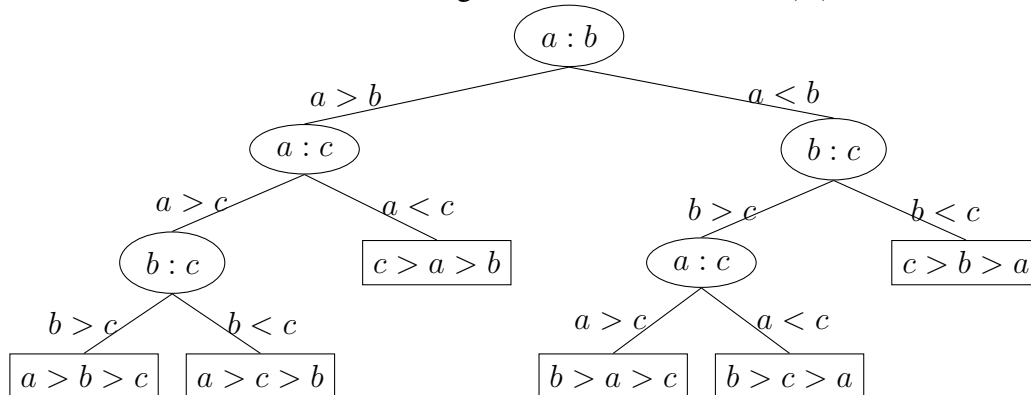 a : b
a > b a < b
a : c b : c
a > c a < c b > c b < c
b : c c > a > b a : c c > b > a
b > c b < c a > c a < c
a > b > c a > c > b b > a > c b > c > a